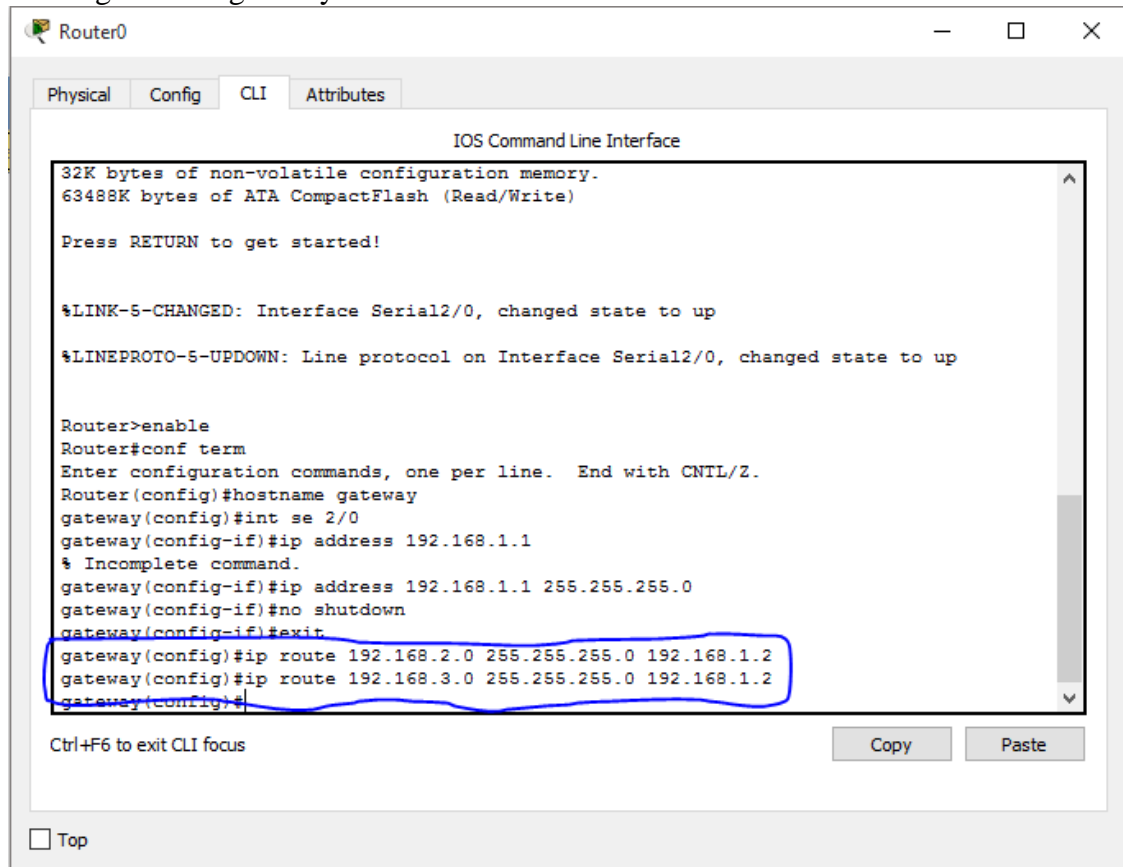 Router0
Physical Config CLI Attributes
IOS Command Line Interface
32K bytes of non-volatile configuration memory.
63488K bytes of ATA CompactFlash (Read/Write)
Press RETURN to get started!
%LINK-5-CHANGED: Interface Serial2/0, changed state to up
%LINEPROTO-5-UPDOWN: Line protocol on Interface Serial2/0, changed state to up
Router>enable
Router#conf term
Enter configuration commands, one per line.  End with CNTL/Z.
Router(config)#hostname gateway
gateway(config)#int se 2/0
gateway(config-if)#ip address 192.168.1.1
% Incomplete command.
gateway(config-if)#ip address 192.168.1.1 255.255.255.0
gateway(config-if)#no shutdown
gateway(config-if)#exit
gateway(config)#ip route 192.168.2.0 255.255.255.0 192.168.1.2
gateway(config)#ip route 192.168.3.0 255.255.255.0 192.168.1.2
gateway(config)#
Ctrl+F6 to exit CLI focus
Copy Paste
Top